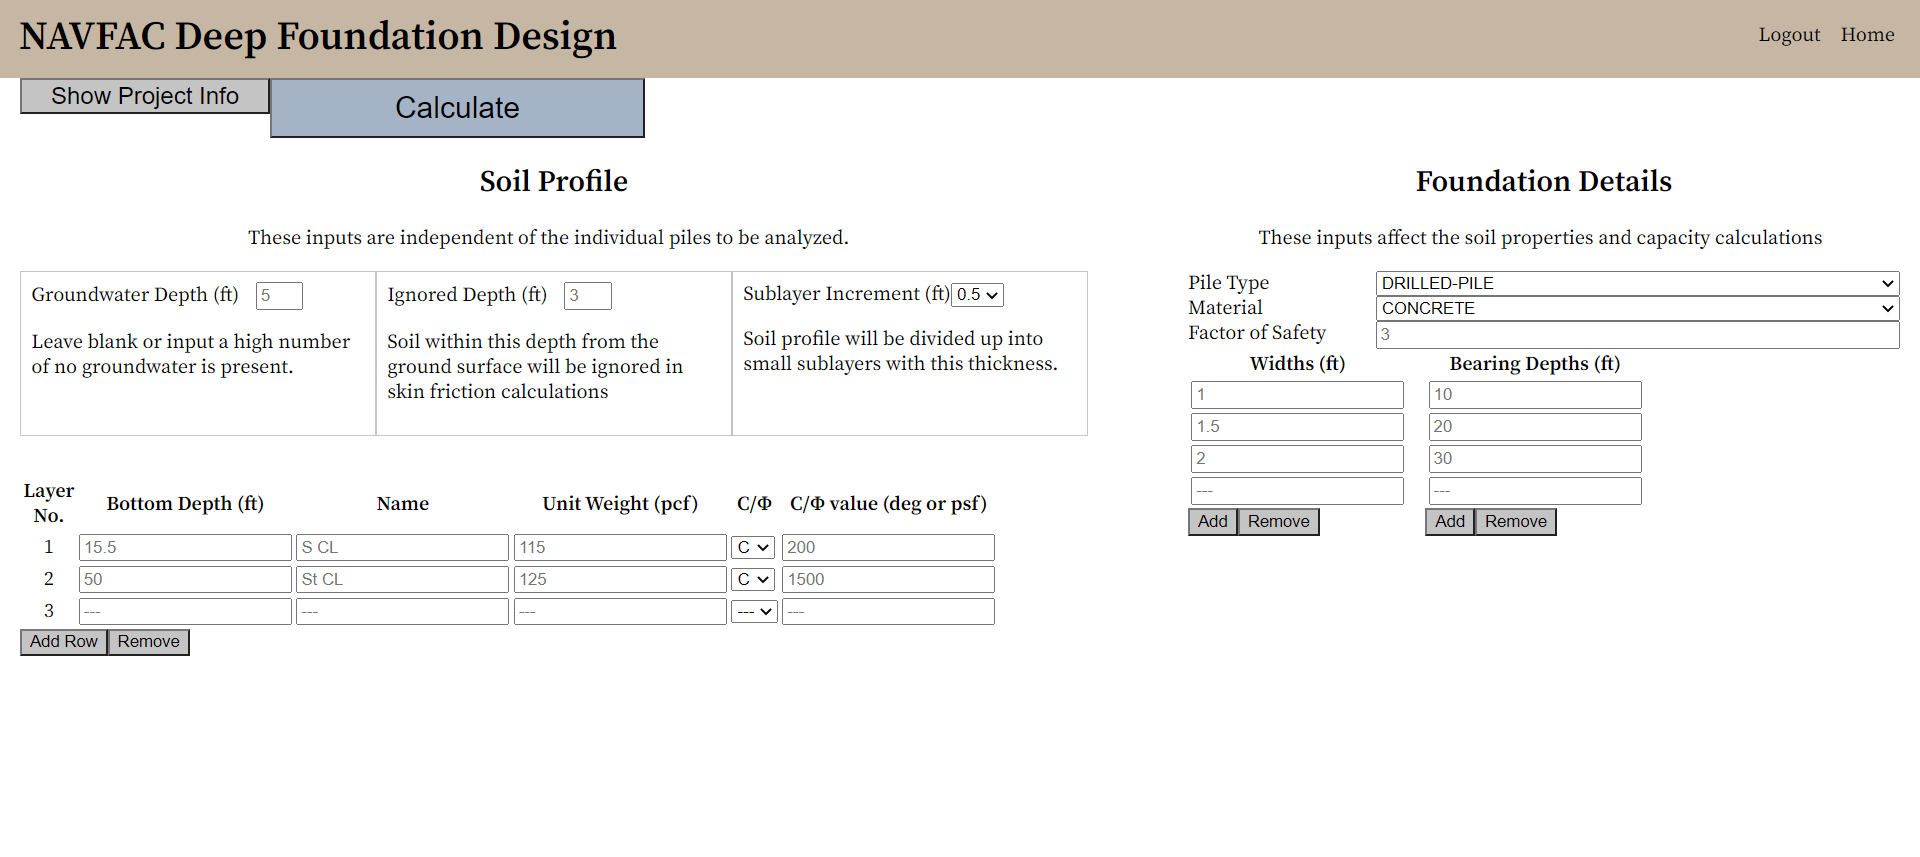 NAVFAC Deep Foundation Design
Logout Home
Show Project Info
Calculate
Soil Profile
These inputs are independent of the individual piles to be analyzed.
Groundwater Depth (ft) 5
Leave blank or input a high number
of no groundwater is present.
Ignored Depth (ft) 3
Soil within this depth from the
ground surface will be ignored in
skin friction calculations
Sublayer Increment (ft) 0.5
Soil profile will be divided up into
small sublayers with this thickness.
Layer
No.
Bottom Depth (ft) Name Unit Weight (pcf) C/Φ C/Φ value (deg or psf)
1 15.5 S CL 115 C 200
2 50 St CL 125 C 1500
3 --- --- --- --- ---
Add Row Remove
Foundation Details
These inputs affect the soil properties and capacity calculations
Pile Type DRILLED-PILE
Material CONCRETE
Factor of Safety 3
Widths (ft) Bearing Depths (ft)
1 10
1.5 20
2 30
--- ---
Add Remove Add Remove